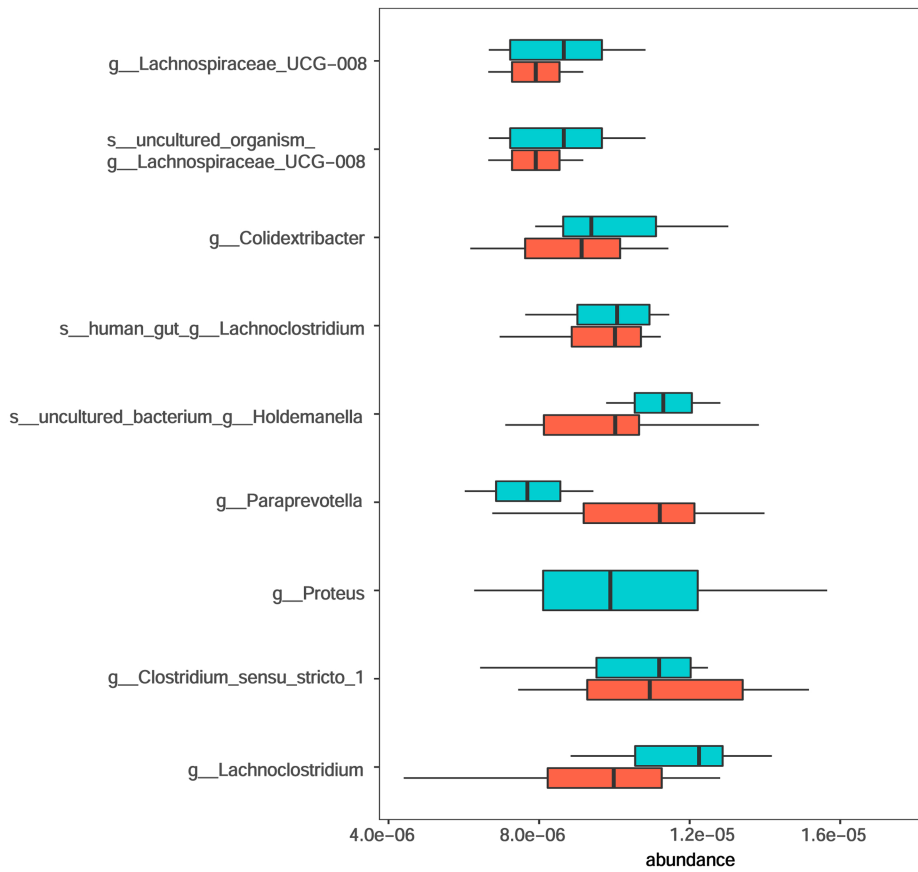 g__Lachnospiraceae_UCG−008
s__uncultured_organism_
g__Lachnospiraceae_UCG−008
g__Colidextribacter
s__human_gut_g__Lachnoclostridium
s__uncultured_bacterium_g__Holdemanella
g__Paraprevotella
g__Proteus
g__Clostridium_sensu_stricto_1
g__Lachnoclostridium
4.0e−06 8.0e−06 1.2e−05 1.6e−05
abundance